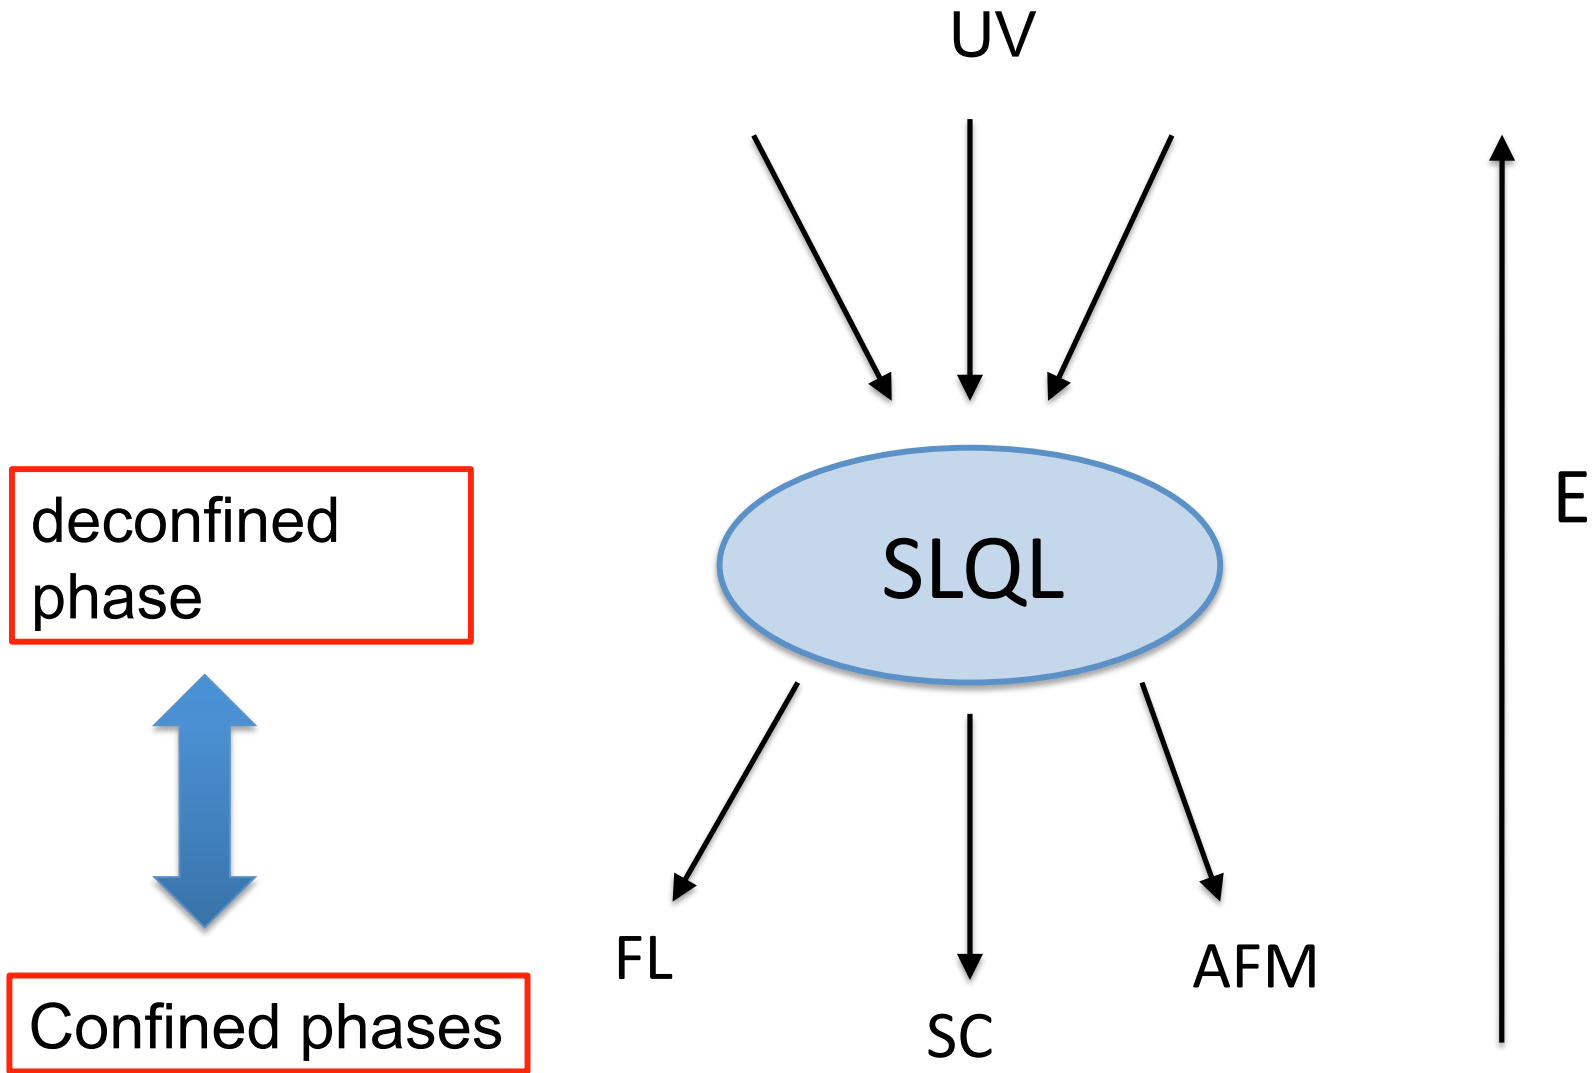 UV
deconfined
phase
SLQL
E
FL
AFM
SC
Confined phases